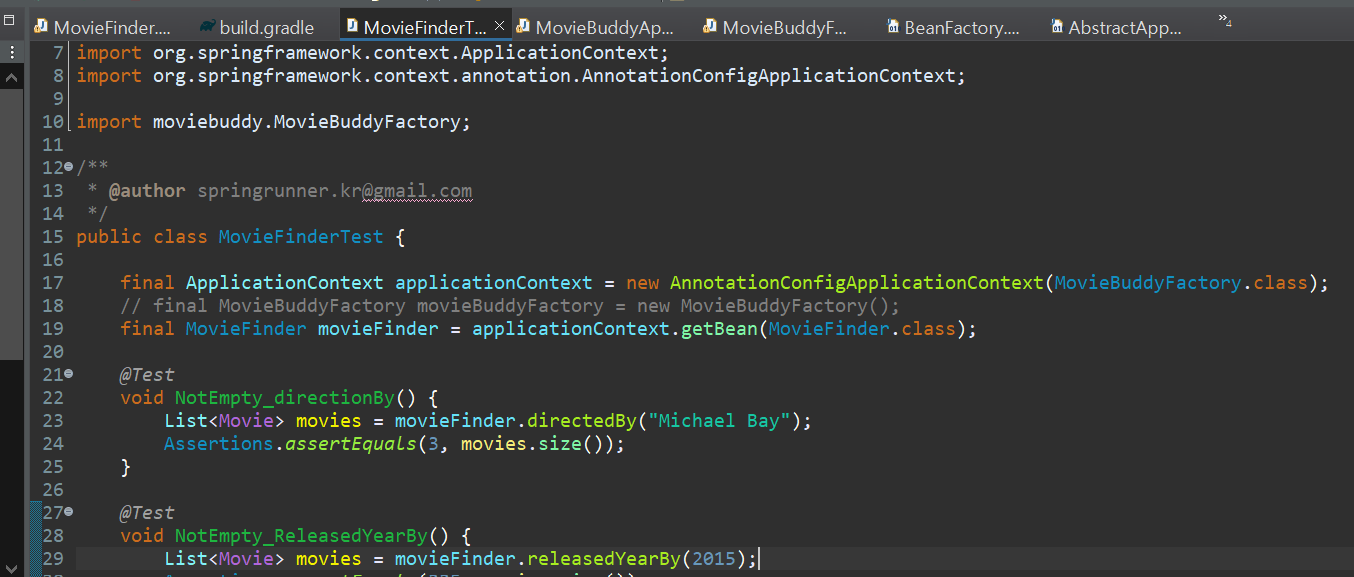 MovieFinder....
build.gradle
MovieFinderT...
MovieBuddyAp...
MovieBuddyF...
BeanFactory....
AbstractApp...
»4
7 import org.springframework.context.ApplicationContext;
8 import org.springframework.context.annotation.AnnotationConfigApplicationContext;
9
10 import moviebuddy.MovieBuddyFactory;
11
12 /**
13 * @author springrunner.kr@gmail.com
14 */
15 public class MovieFinderTest {
16
17 final ApplicationContext applicationContext = new AnnotationConfigApplicationContext(MovieBuddyFactory.class);
18 // final MovieBuddyFactory movieBuddyFactory = new MovieBuddyFactory();
19 final MovieFinder movieFinder = applicationContext.getBean(MovieFinder.class);
20
21 @Test
22 void NotEmpty_directionBy() {
23 List<Movie> movies = movieFinder.directedBy("Michael Bay");
24 Assertions.assertEquals(3, movies.size());
25 }
26
27 @Test
28 void NotEmpty_ReleasedYearBy() {
29 List<Movie> movies = movieFinder.releasedYearBy(2015);